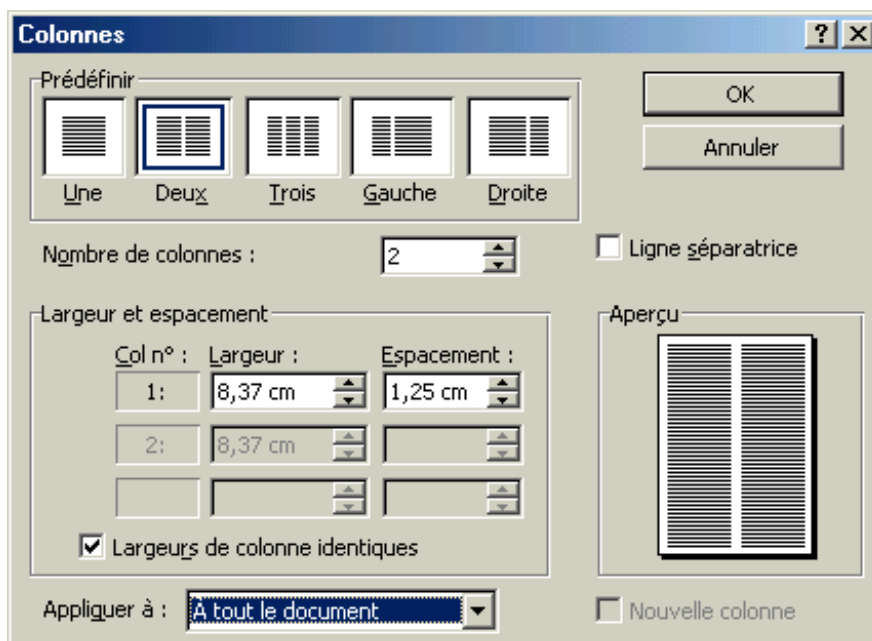 Colonnes
Prédéfinir
Une Deux Trois Gauche Droite
OK
Annuler
Nombre de colonnes : 2
Ligne séparatrice
Largeur et espacement
Col n° : Largeur : Espacement :
1: 8,37 cm 1,25 cm
2: 8,37 cm
Largeurs de colonne identiques
Aperçu
Appliquer à : À tout le document
Nouvelle colonne